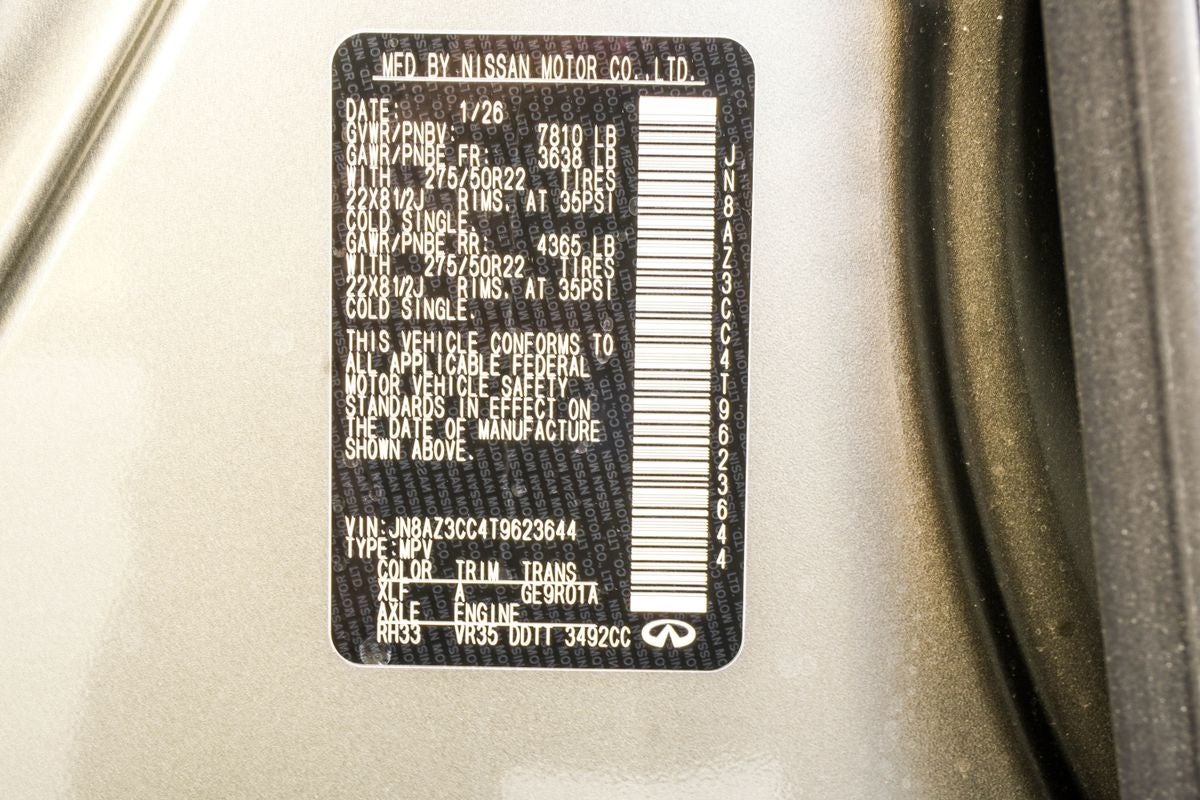 MFD BY NISSAN MOTOR CO.,LTD.
DATE: 1/26
GVWR/PNBV: 7810 LB
GAWR/PNBE FR: 3638 LB
WITH 275/50R22 TIRES
22X81/2J RIMS, AT 35PSI
COLD SINGLE.
GAWR/PNBE RR: 4365 LB
WITH 275/50R22 TIRES
22X81/2J RIMS, AT 35PSI
COLD SINGLE.
THIS VEHICLE CONFORMS TO
ALL APPLICABLE FEDERAL
MOTOR VEHICLE SAFETY
STANDARDS IN EFFECT ON
THE DATE OF MANUFACTURE
SHOWN ABOVE.
VIN:JN8AZ3CC4T9623644
TYPE:MPV
COLOR TRIM TRANS
XLF A GE9R01A
AXLE ENGINE
RH33 VR35 DDTT 3492CC
JN8AZ3CC4T9623644